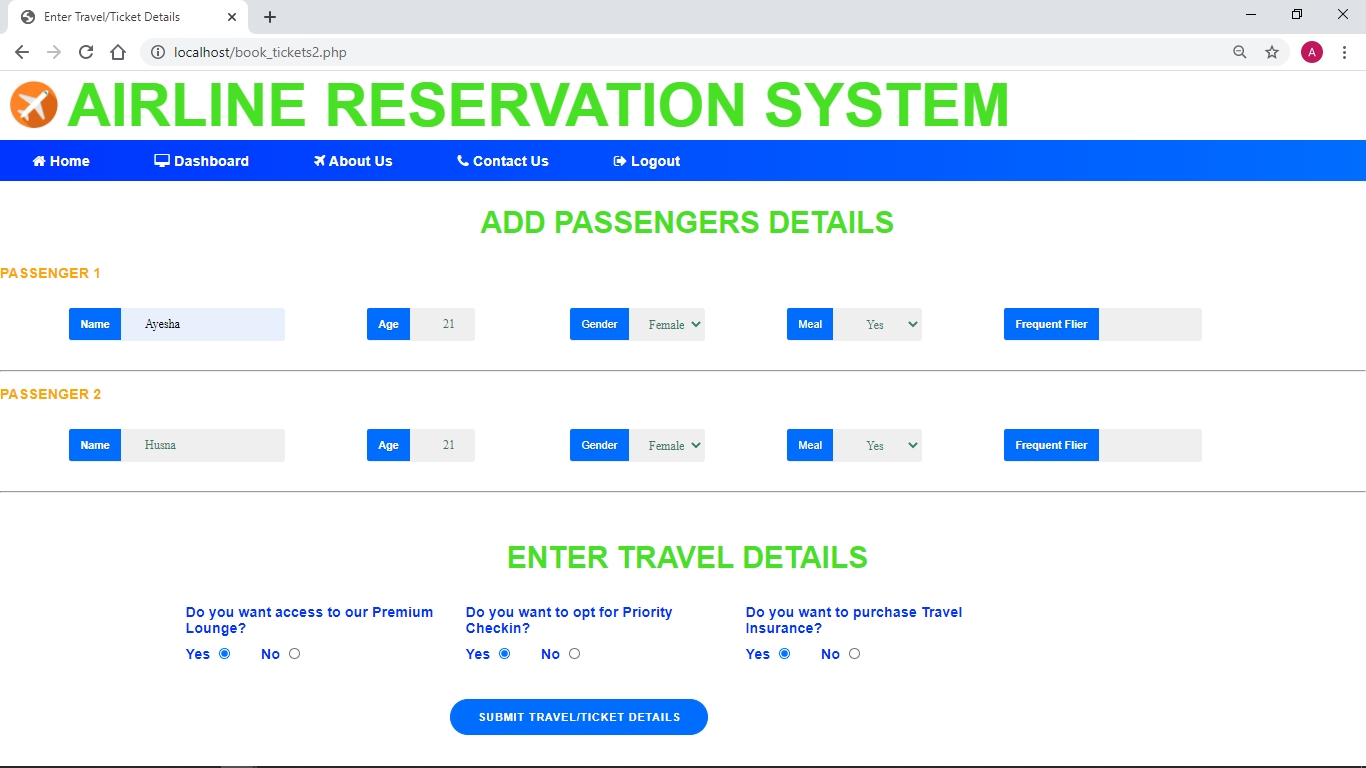 Enter Travel/Ticket Details
localhost/book_tickets2.php
A
AIRLINE RESERVATION SYSTEM
Home Dashboard About Us Contact Us Logout
ADD PASSENGERS DETAILS
PASSENGER 1
Name Ayesha Age 21 Gender Female Meal Yes Frequent Flier
PASSENGER 2
Name Husna Age 21 Gender Female Meal Yes Frequent Flier
ENTER TRAVEL DETAILS
Do you want access to our Premium
Lounge?
Yes No
Do you want to opt for Priority
Checkin?
Yes No
Do you want to purchase Travel
Insurance?
Yes No
SUBMIT TRAVEL/TICKET DETAILS